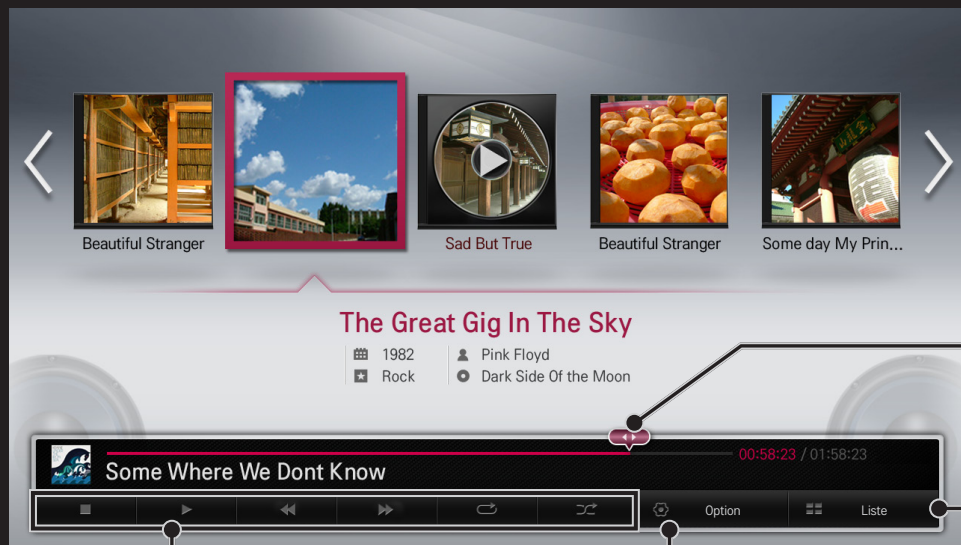 Beautiful Stranger
Sad But True
Beautiful Stranger
Some day My Prin...
The Great Gig In The Sky
1982
Pink Floyd
Rock
Dark Side Of the Moon
00:58:23 / 01:58:23
Some Where We Dont Know
Option
Liste